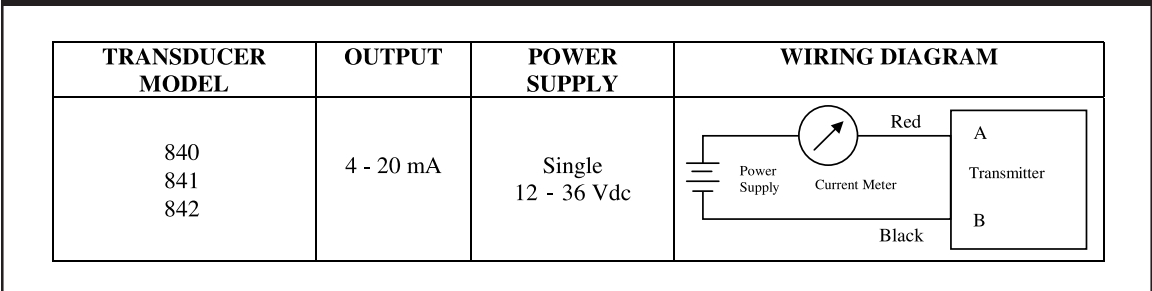 TRANSDUCER
MODEL
OUTPUT
POWER
SUPPLY
WIRING DIAGRAM
840
841
842
4 - 20 mA
Single
12 - 36 Vdc
Red
A
Power
Supply
Current Meter
Transmitter
B
Black